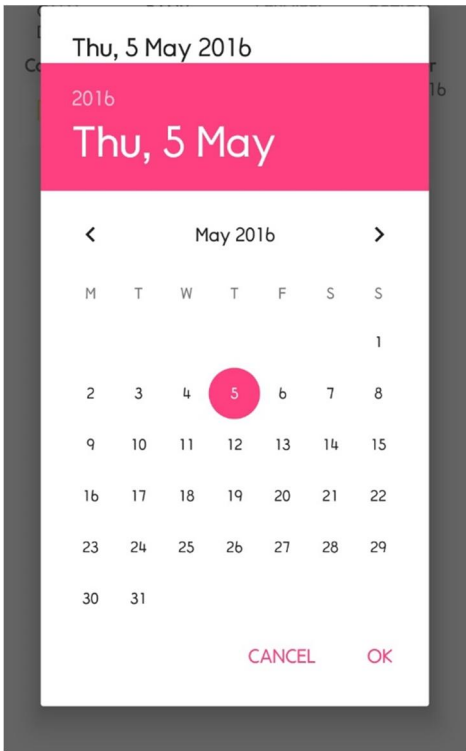 Thu, 5 May 2016
2016
Thu, 5 May
May 2016
M T W T F S S
1
2 3 4 5 6 7 8
9 10 11 12 13 14 15
16 17 18 19 20 21 22
23 24 25 26 27 28 29
30 31
CANCEL OK